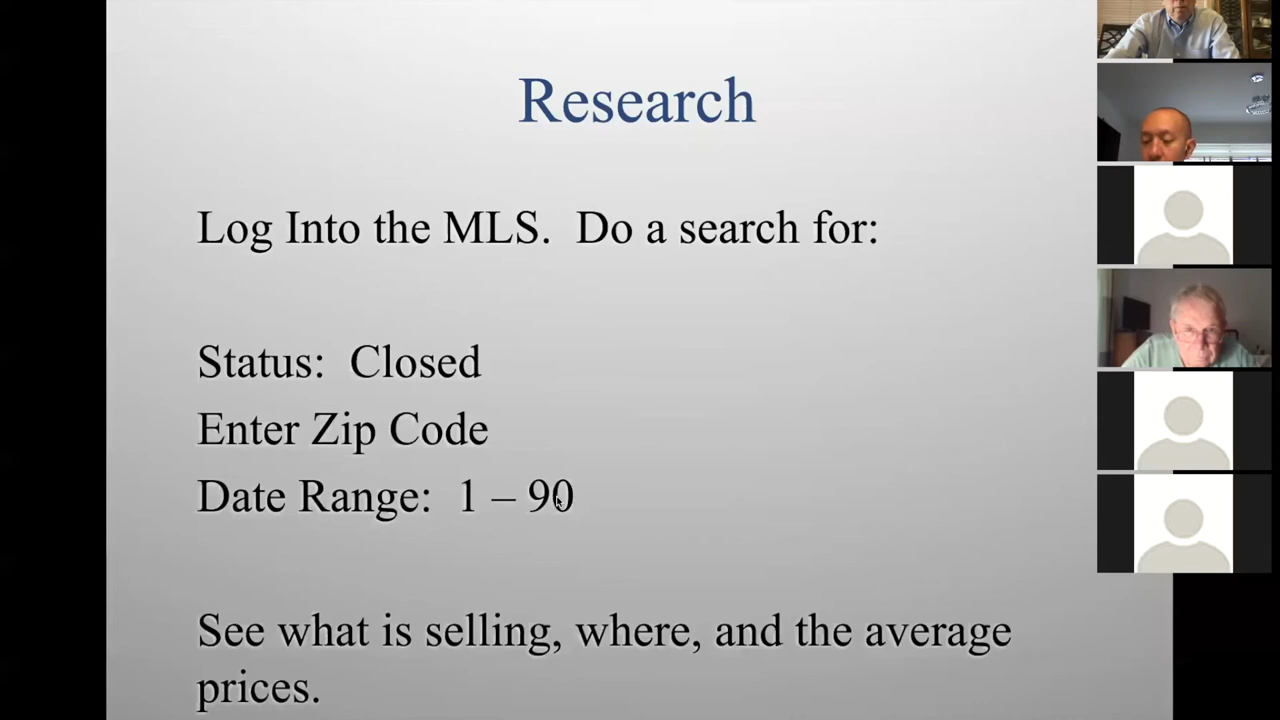 Research
Log Into the MLS.  Do a search for:
Status:  Closed
Enter Zip Code
Date Range:  1 – 90
See what is selling, where, and the average
prices.